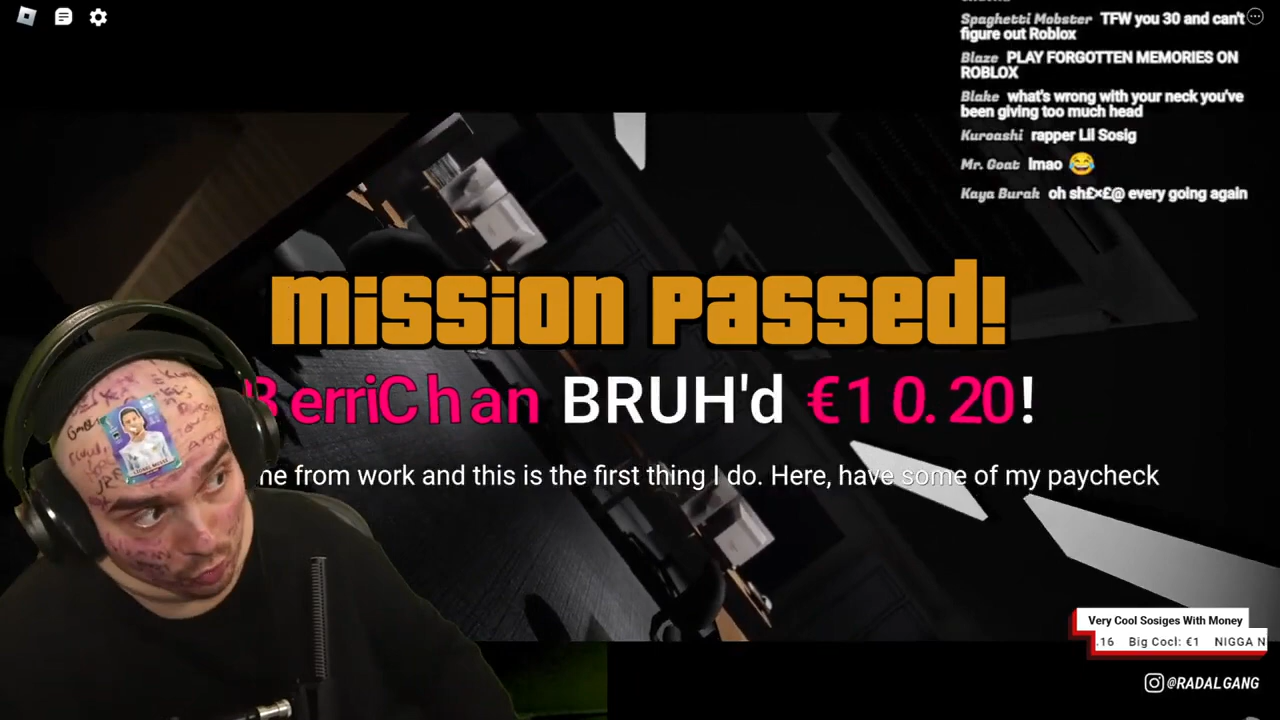 Spaghetti Mobster TFW you 30 and can't
figure out Roblox
Blaze PLAY FORGOTTEN MEMORIES ON
ROBLOX
Blake what's wrong with your neck you've
been giving too much head
Kuroashi rapper Lil Sosig
Mr. Goat lmao 😂
Kaya Burak oh sh£×£@ every going again
mission passed!
BerriChan BRUH'd €10.20!
me from work and this is the first thing I do. Here, have some of my paycheck
Very Cool Sosiges With Money
.16 Big Cocl: €1 NIGGA N
@RADALGANG